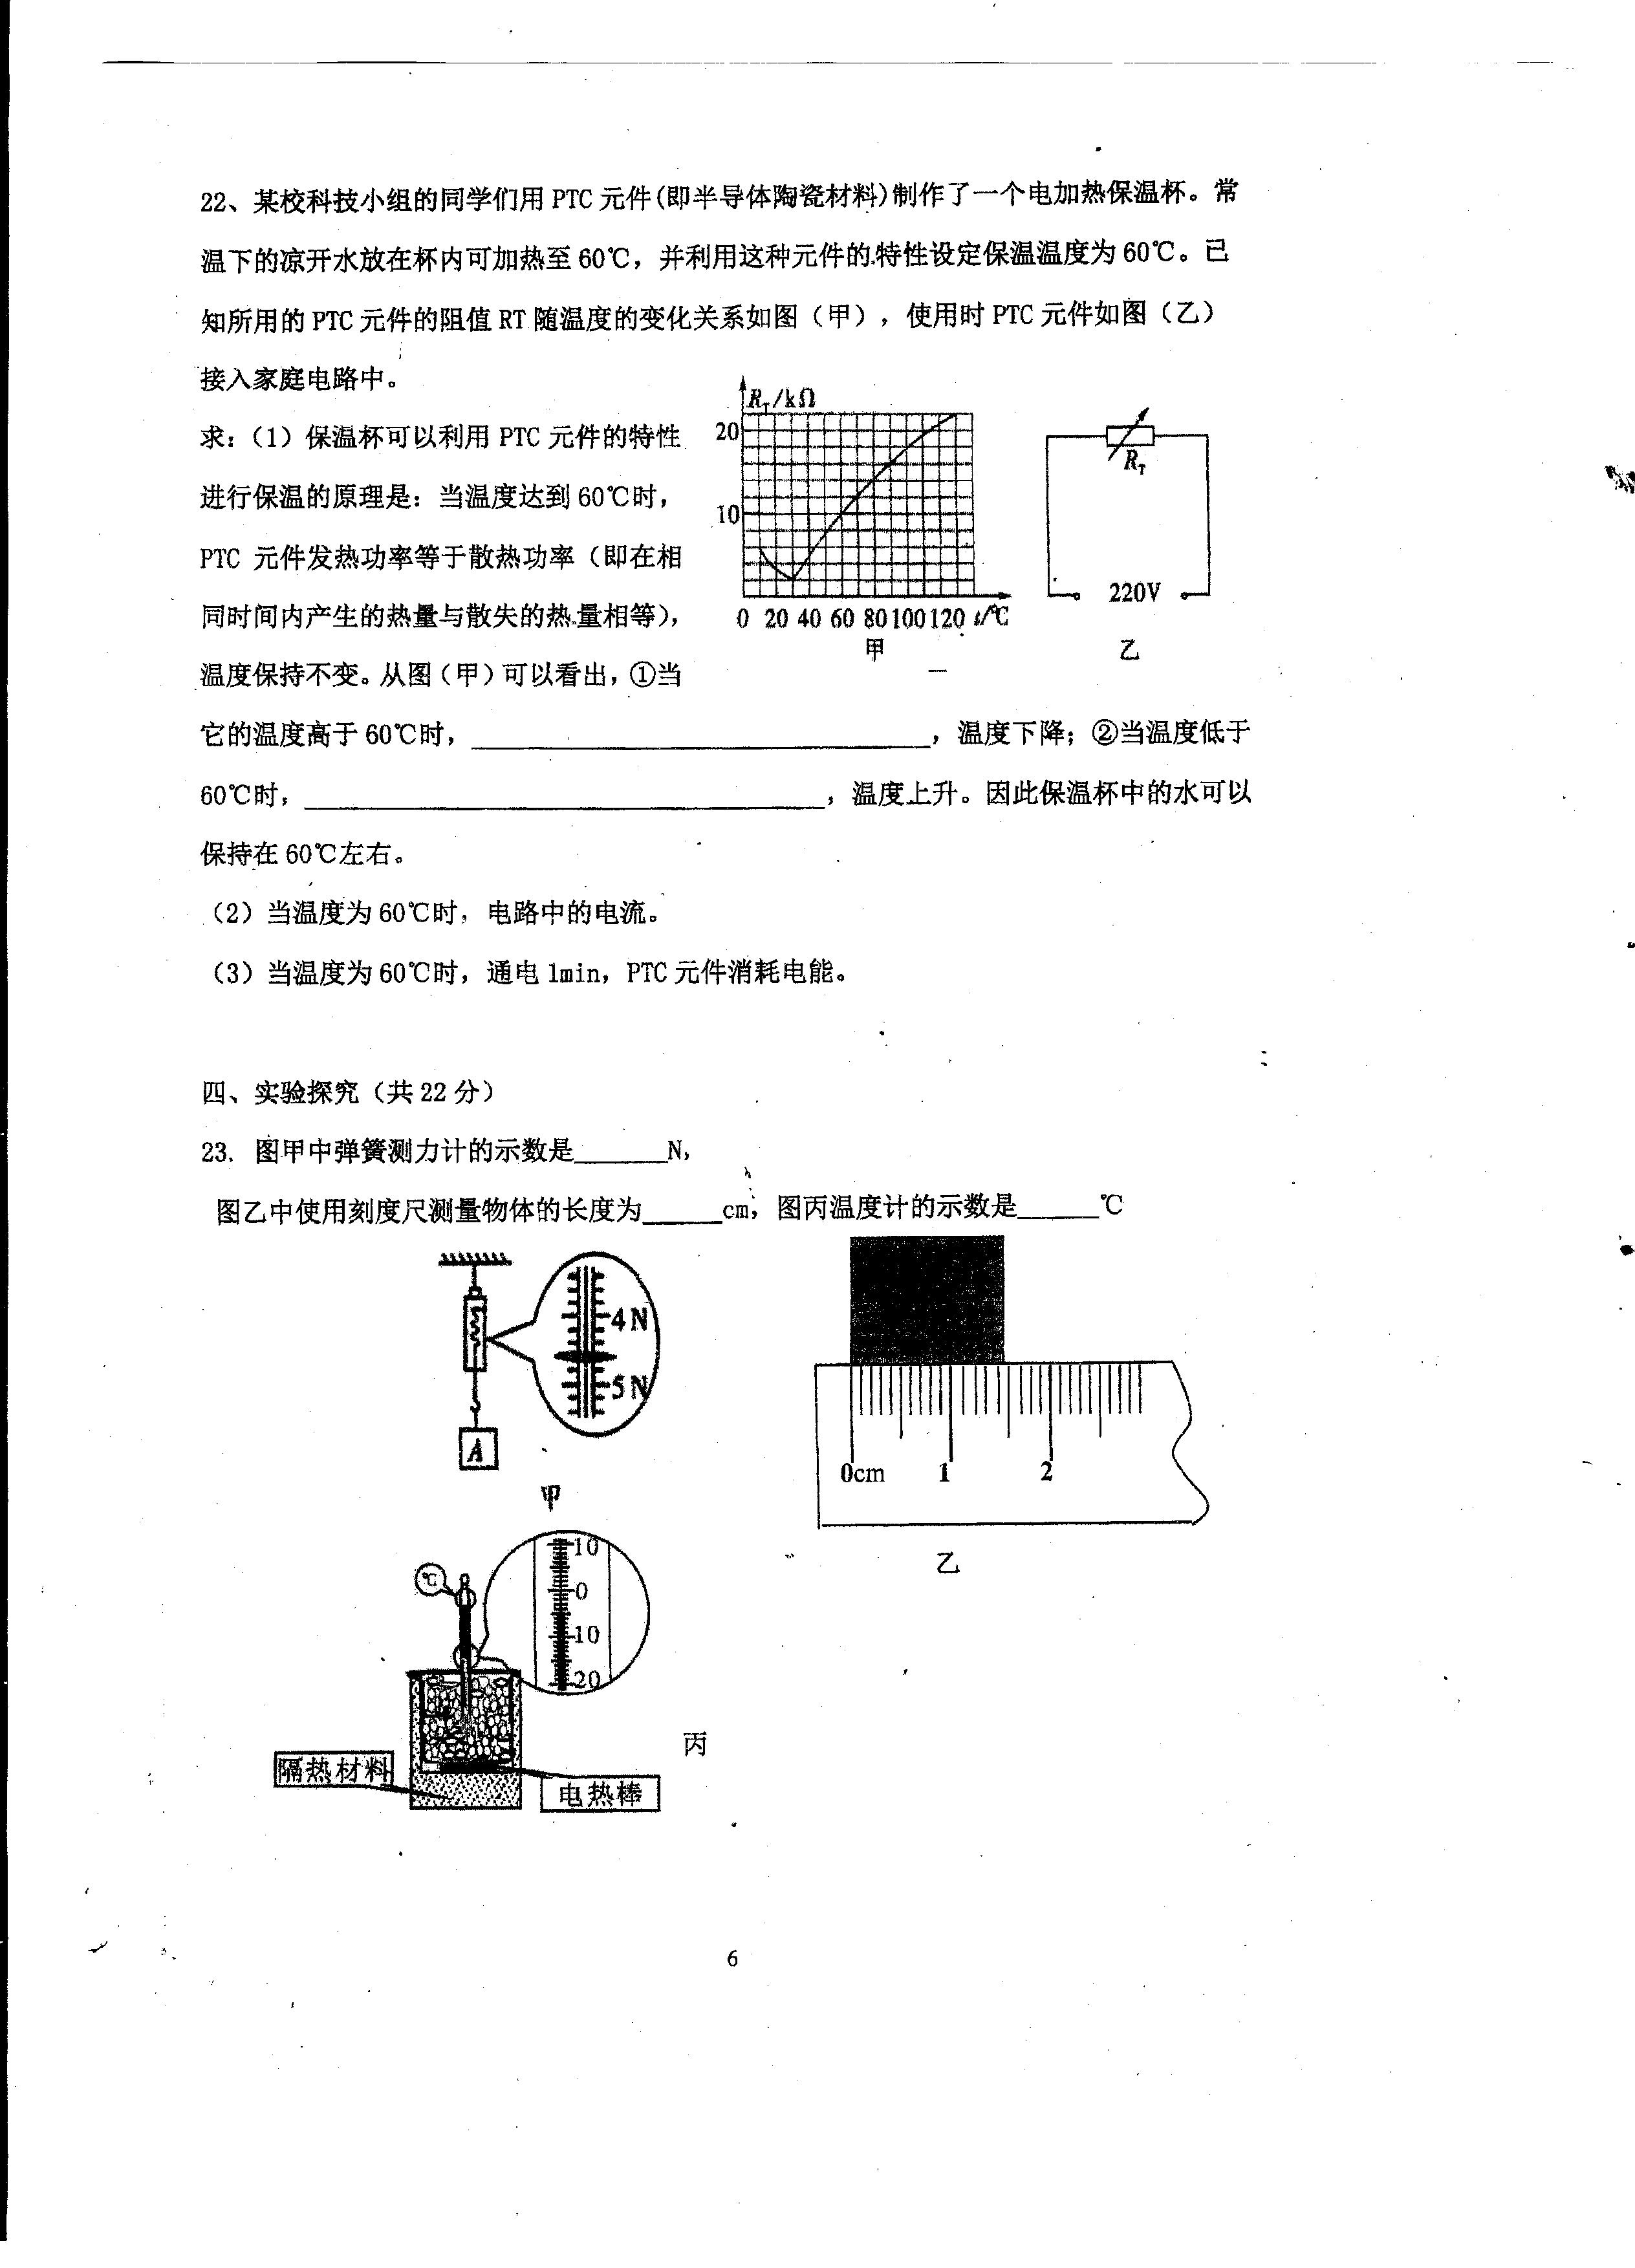 22、某校科技小组的同学们用 PTC 元件(即半导体陶瓷材料)制作了一个电加热保温杯。常
温下的凉开水放在杯内可加热至 60℃，并利用这种元件的特性设定保温温度为 60℃。已
知所用的 PTC 元件的阻值 RT 随温度的变化关系如图（甲），使用时 PTC 元件如图（乙）
接入家庭电路中。
求：（1）保温杯可以利用 PTC 元件的特性
进行保温的原理是：当温度达到 60℃时，
PTC 元件发热功率等于散热功率（即在相
同时间内产生的热量与散失的热量相等），
温度保持不变。从图（甲）可以看出，①当
RT/kΩ
20
10
0 20 40 60 80 100 120 t/℃
甲
RT
220V
乙
它的温度高于 60℃时，________________，温度下降；②当温度低于
60℃时，________________，温度上升。因此保温杯中的水可以
保持在 60℃左右。
（2）当温度为 60℃时，电路中的电流。
（3）当温度为 60℃时，通电 1min，PTC 元件消耗电能。
四、实验探究（共 22 分）
23. 图甲中弹簧测力计的示数是______N，
图乙中使用刻度尺测量物体的长度为______cm；图丙温度计的示数是______℃
4N
5N
A
甲
0cm 1 2
乙
℃
10
0
10
20
隔热材料
电热棒
丙
6